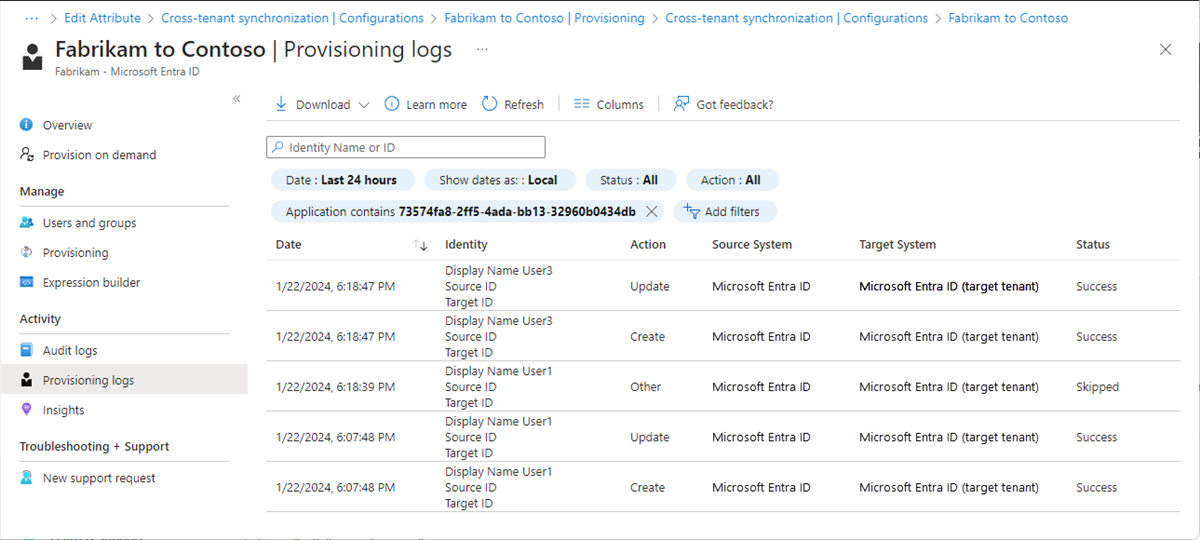 ··· > Edit Attribute > Cross-tenant synchronization | Configurations > Fabrikam to Contoso | Provisioning > Cross-tenant synchronization | Configurations > Fabrikam to Contoso
Fabrikam to Contoso | Provisioning logs ···
Fabrikam - Microsoft Entra ID
Overview
Provision on demand
Manage
Users and groups
Provisioning
Expression builder
Activity
Audit logs
Provisioning logs
Insights
Troubleshooting + Support
New support request
Download Learn more Refresh Columns Got feedback?
Identity Name or ID
Date : Last 24 hours Show dates as: : Local Status : All Action : All
Application contains 73574fa8-2ff5-4ada-bb13-32960b0434db Add filters
Date Identity Action Source System Target System Status
Display Name User3
1/22/2024, 6:18:47 PM Source ID Update Microsoft Entra ID Microsoft Entra ID (target tenant) Success
Target ID
Display Name User3
1/22/2024, 6:18:47 PM Source ID Create Microsoft Entra ID Microsoft Entra ID (target tenant) Success
Target ID
Display Name User1
1/22/2024, 6:18:39 PM Source ID Other Microsoft Entra ID Microsoft Entra ID (target tenant) Skipped
Target ID
Display Name User1
1/22/2024, 6:07:48 PM Source ID Update Microsoft Entra ID Microsoft Entra ID (target tenant) Success
Target ID
Display Name User1
1/22/2024, 6:07:48 PM Source ID Create Microsoft Entra ID Microsoft Entra ID (target tenant) Success
Target ID